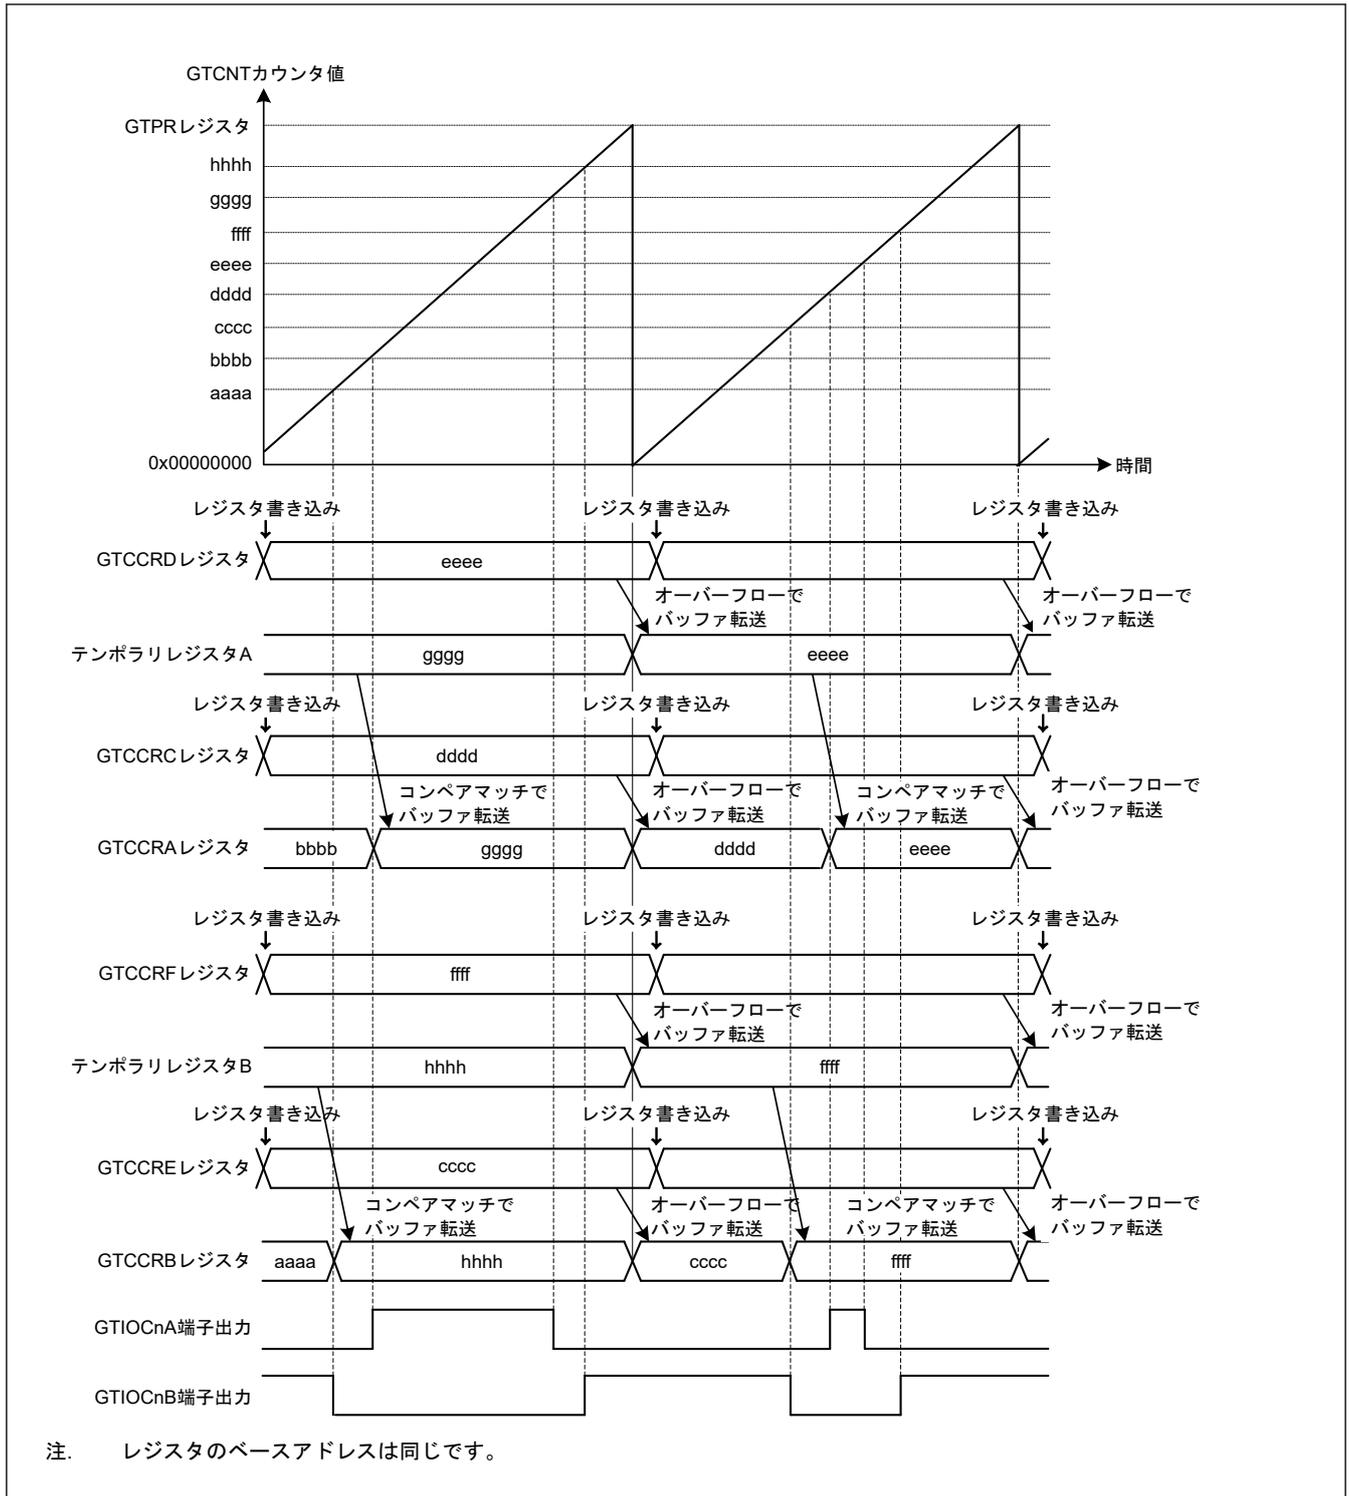 GTCNTカウンタ値
GTPRレジスタ
hhhh
gggg
ffff
eeee
dddd
cccc
bbbb
aaaa
0x00000000
時間
レジスタ書き込み
レジスタ書き込み
レジスタ書き込み
GTCCRDレジスタ
eeee
オーバーフローで
バッファ転送
オーバーフローで
バッファ転送
テンポラリレジスタA
gggg
eeee
レジスタ書き込み
レジスタ書き込み
レジスタ書き込み
GTCCRCレジスタ
dddd
コンペアマッチで
バッファ転送
オーバーフローで
バッファ転送
コンペアマッチで
バッファ転送
オーバーフローで
バッファ転送
GTCCRAレジスタ
bbbb
gggg
dddd
eeee
レジスタ書き込み
レジスタ書き込み
レジスタ書き込み
GTCCRFレジスタ
ffff
オーバーフローで
バッファ転送
オーバーフローで
バッファ転送
テンポラリレジスタB
hhhh
ffff
レジスタ書き込み
レジスタ書き込み
レジスタ書き込み
GTCCREレジスタ
cccc
コンペアマッチで
バッファ転送
オーバーフローで
バッファ転送
コンペアマッチで
バッファ転送
オーバーフローで
バッファ転送
GTCCRBレジスタ
aaaa
hhhh
cccc
ffff
GTIOCnA端子出力
GTIOCnB端子出力
注. レジスタのベースアドレスは同じです。